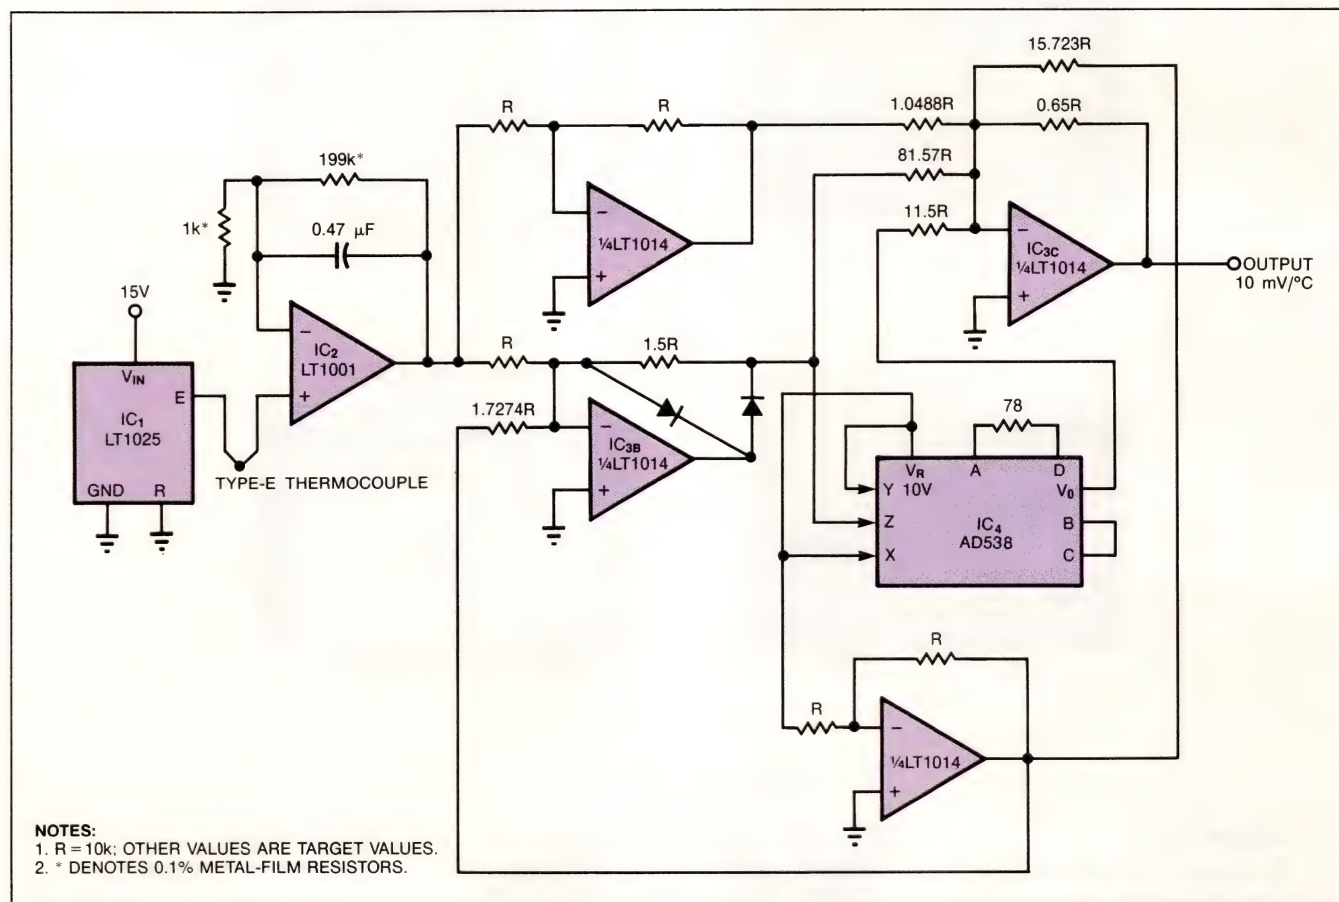 15.723R
R
R
1.0488R
0.65R
199k*
81.57R
1k*
0.47 μF
11.5R
−
¼LT1014
+
−
IC3C
¼LT1014
+
OUTPUT
10 mV/°C
15V
−
IC2
LT1001
+
R
1.5R
VIN
E
IC1
LT1025
GND
R
TYPE-E THERMOCOUPLE
1.7274R
−
IC3B
¼LT1014
+
78
VR
10V
A
D
Y
V0
Z
IC4
AD538
B
X
C
R
R
−
¼LT1014
+
NOTES:
1. R = 10k; OTHER VALUES ARE TARGET VALUES.
2. * DENOTES 0.1% METAL-FILM RESISTORS.